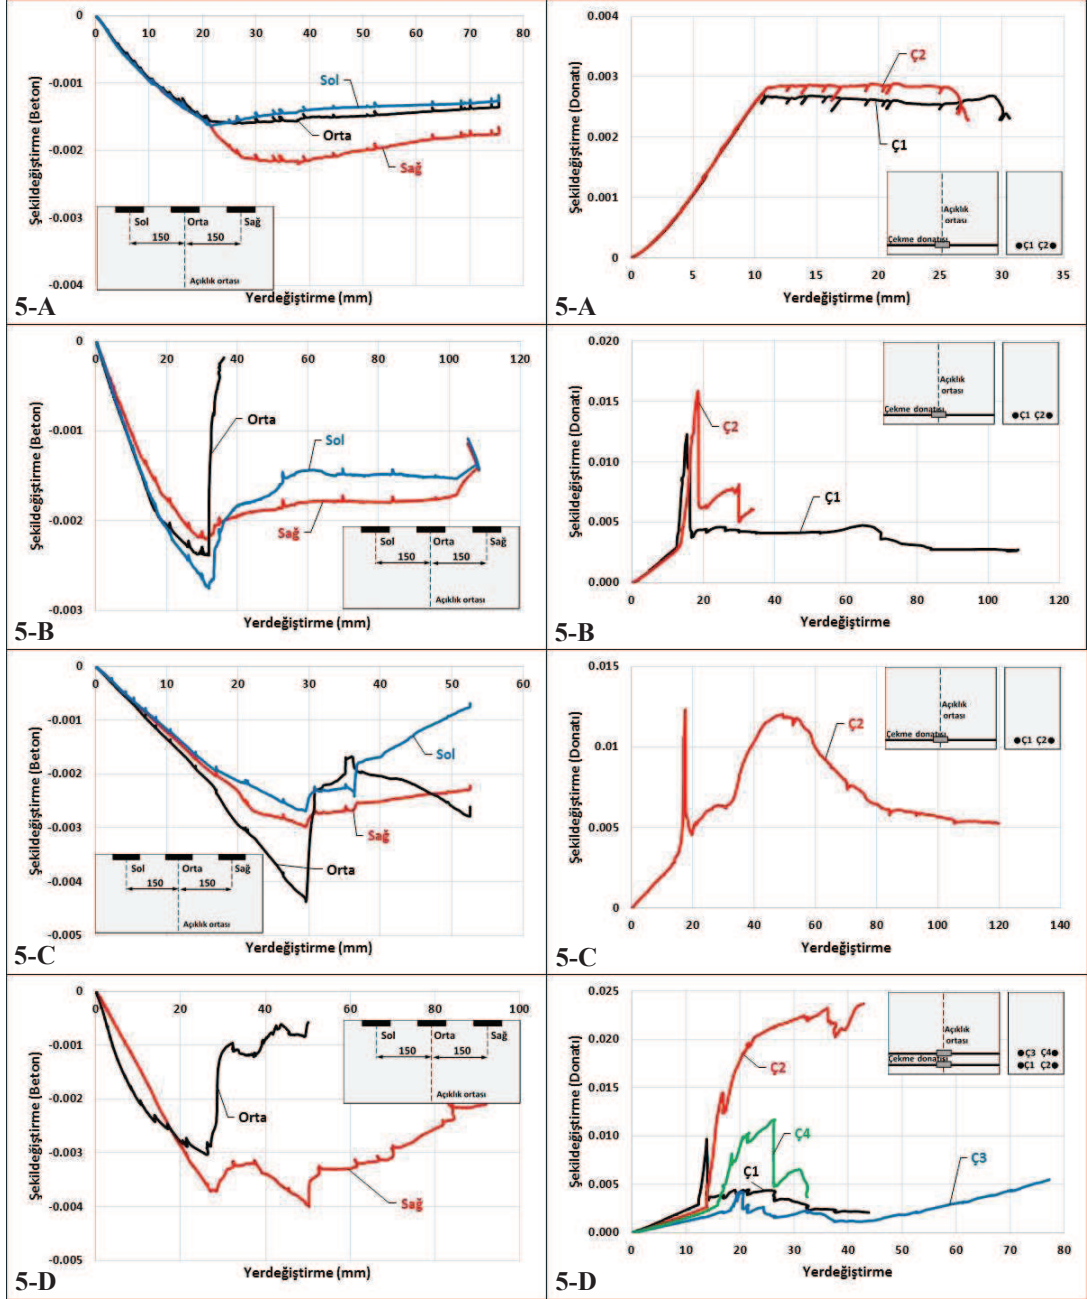 0
0 10 20 30 40 50 60 70 80
-0.001
-0.002
-0.003
-0.004
Şekildeğiştirme (Beton)
Sol
Orta
Sağ
Sol Orta Sağ
150 150
Açıklık ortası
Yerdeğiştirme (mm)
5-A
0.004
0.003
0.002
0.001
0
Şekildeğiştirme (Donatı)
Ç2
Ç1
Açıklık
ortası
Çekme donatısı
Ç1 Ç2
0 5 10 15 20 25 30 35
Yerdeğiştirme (mm)
5-A
0
0 20 40 60 80 100 120
-0.001
-0.002
-0.003
Şekildeğiştirme (Beton)
Orta
Sol
Sağ
Sol Orta Sağ
150 150
Açıklık ortası
Yerdeğiştirme (mm)
5-B
0.020
0.015
0.010
0.005
0.000
Şekildeğiştirme (Donatı)
Ç2
Ç1
Açıklık
ortası
Çekme donatısı
Ç1 Ç2
0 20 40 60 80 100 120
Yerdeğiştirme
5-B
0
0 10 20 30 40 50 60
-0.001
-0.002
-0.003
-0.004
-0.005
Şekildeğiştirme (Beton)
Sol
Sağ
Orta
Sol Orta Sağ
150 150
Açıklık ortası
Yerdeğiştirme (mm)
5-C
0.015
0.01
0.005
0
Şekildeğiştirme (Donatı)
Ç2
Açıklık
ortası
Çekme donatısı
Ç1 Ç2
0 20 40 60 80 100 120 140
Yerdeğiştirme
5-C
0
0 20 40 60 80 100
-0.001
-0.002
-0.003
-0.004
-0.005
Şekildeğiştirme (Beton)
Sol Orta Sağ
150 150
Açıklık ortası
Orta
Sağ
Yerdeğiştirme (mm)
5-D
0.025
0.020
0.015
0.010
0.005
0.000
Şekildeğiştirme (Donatı)
Ç2
Ç4
Ç1
Ç3
Açıklık
ortası
Çekme donatısı
Ç3 Ç4
Ç1 Ç2
0 10 20 30 40 50 60 70 80
Yerdeğiştirme
5-D